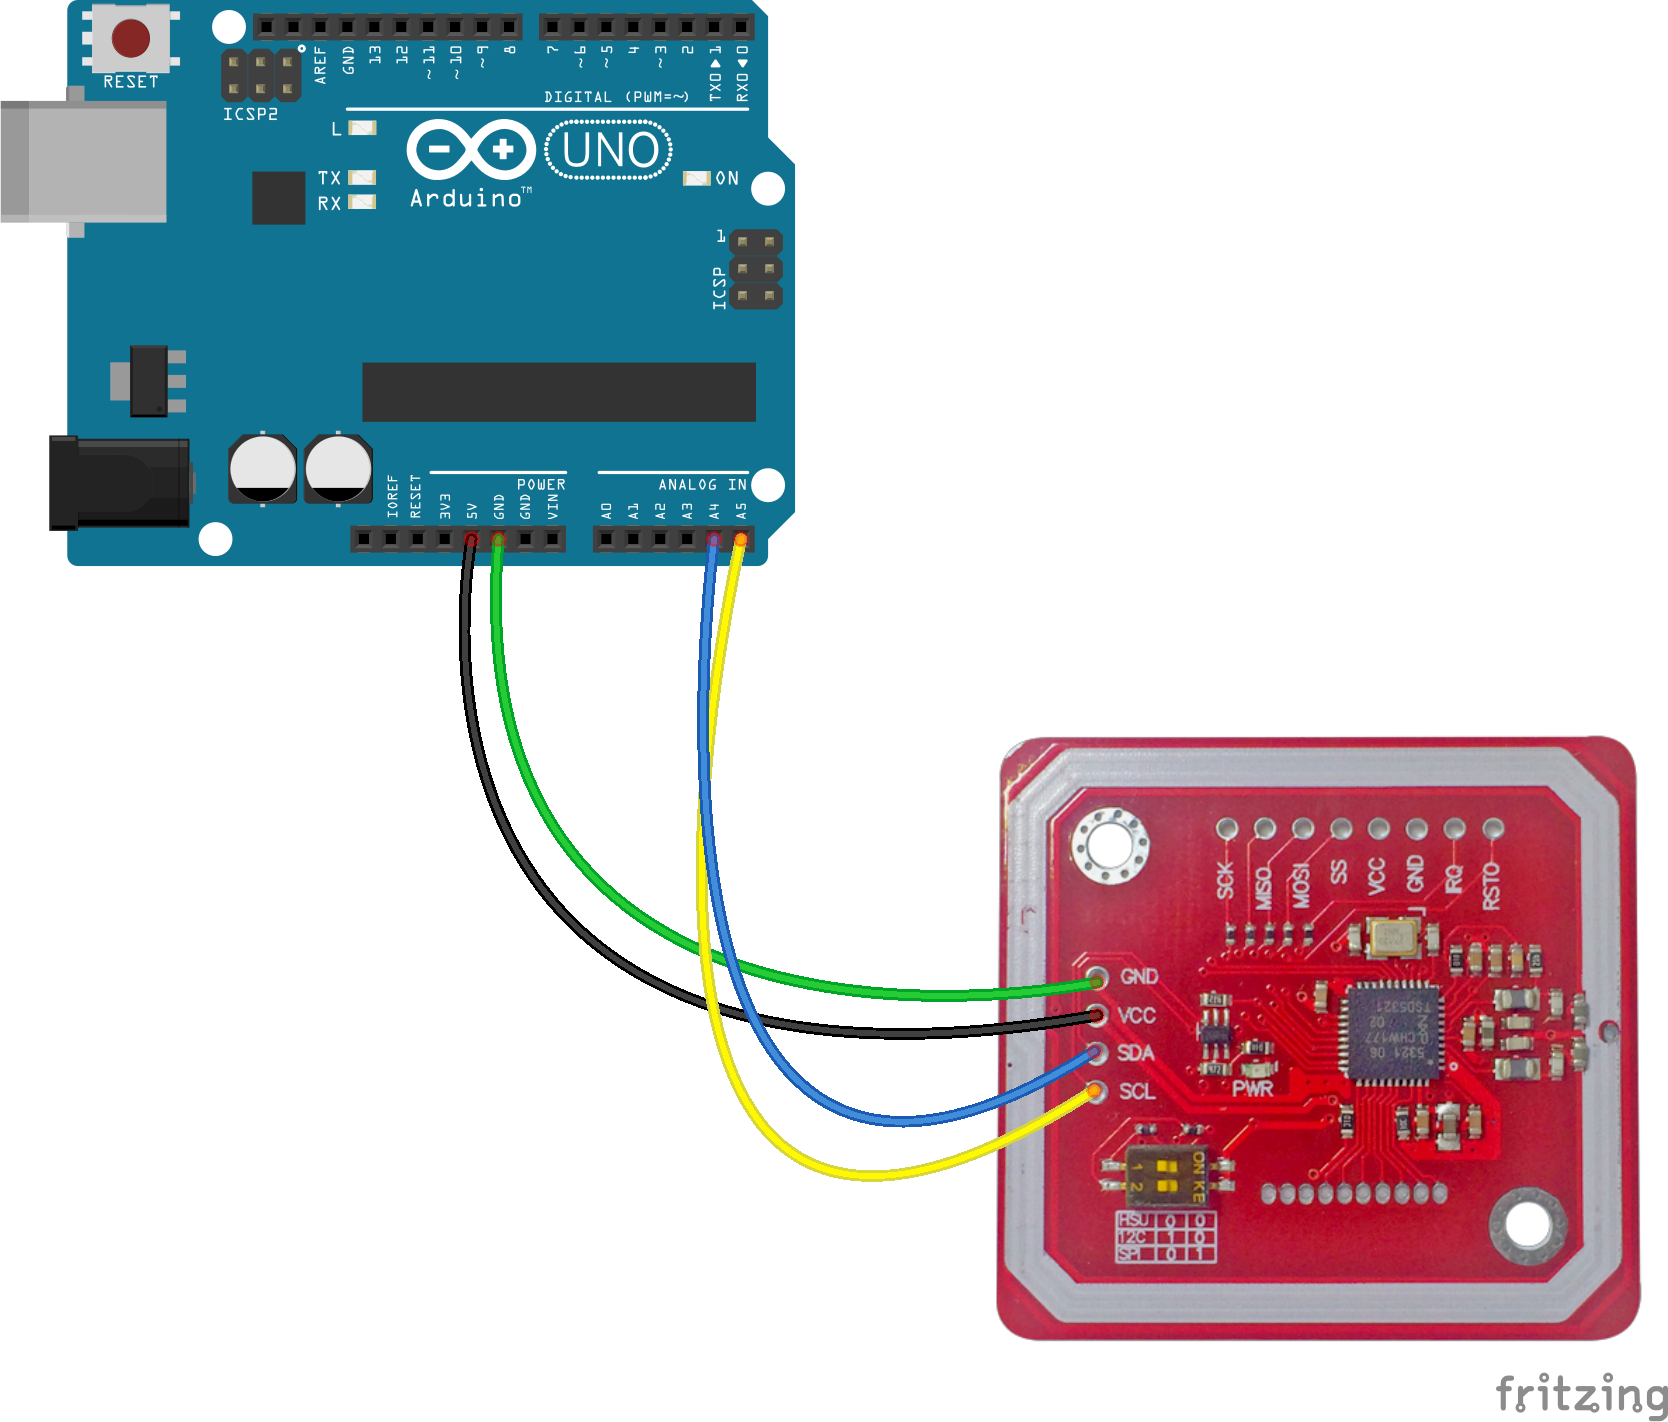 RESET
ICSP2
AREF
GND
13
12
~11
~10
~9
8
7
~6
~5
4
~3
2
TX0▶1
RX0◀0
DIGITAL (PWM=~)
L
TX
RX
UNO
Arduino™
ON
1
ICSP
IOREF
RESET
3V3
5V
GND
GND
VIN
POWER
ANALOG IN
A0
A1
A2
A3
A4
A5
SCK
MISO
MOSI
SS
VCC
GND
IRQ
RSTO
GND
VCC
SDA
SCL
PWR
ON KE
1
2
HSU 0 0
12C 1 0
SPI 0 1
fritzing